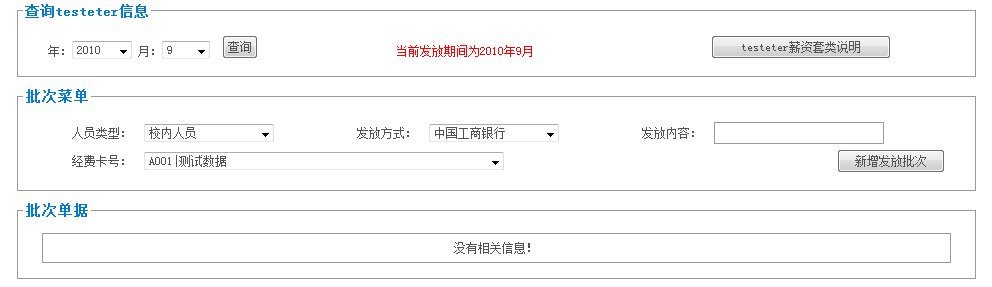 查询testeter信息
年: 2010 月: 9 查询 当前发放期间为2010年9月 testeter薪资套类说明
批次菜单
人员类型: 校内人员 发放方式: 中国工商银行 发放内容:
经费卡号: A001|测试数据 新增发放批次
批次单据
没有相关信息!